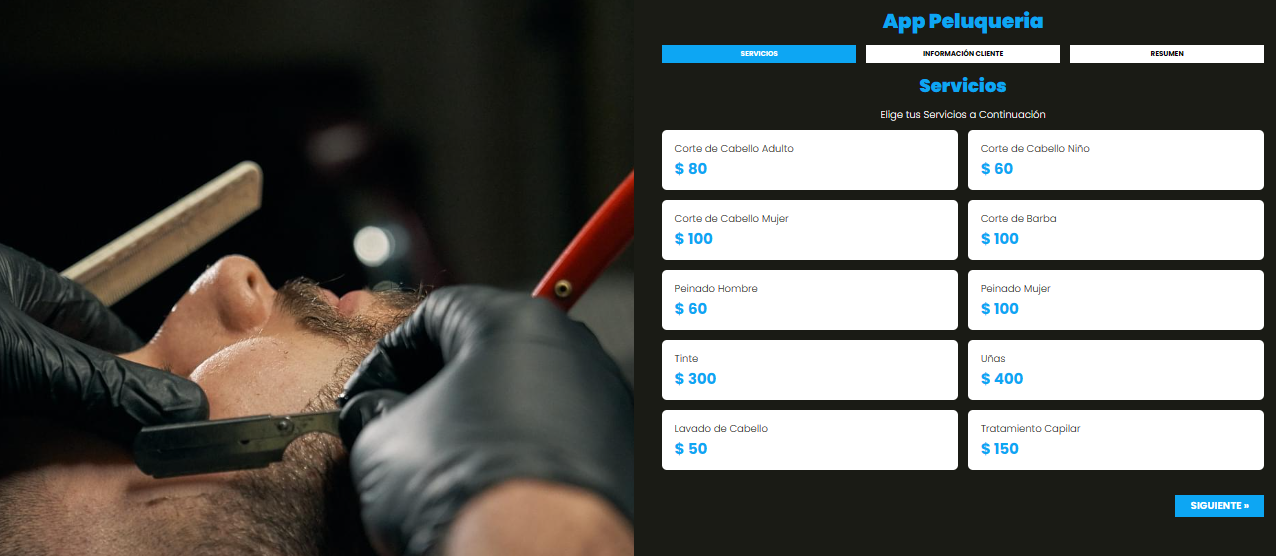 App Peluqueria
SERVICIOS
INFORMACIÓN CLIENTE
RESUMEN
Servicios
Elige tus Servicios a Continuación
Corte de Cabello Adulto
$ 80
Corte de Cabello Niño
$ 60
Corte de Cabello Mujer
$ 100
Corte de Barba
$ 100
Peinado Hombre
$ 60
Peinado Mujer
$ 100
Tinte
$ 300
Uñas
$ 400
Lavado de Cabello
$ 50
Tratamiento Capilar
$ 150
SIGUIENTE »